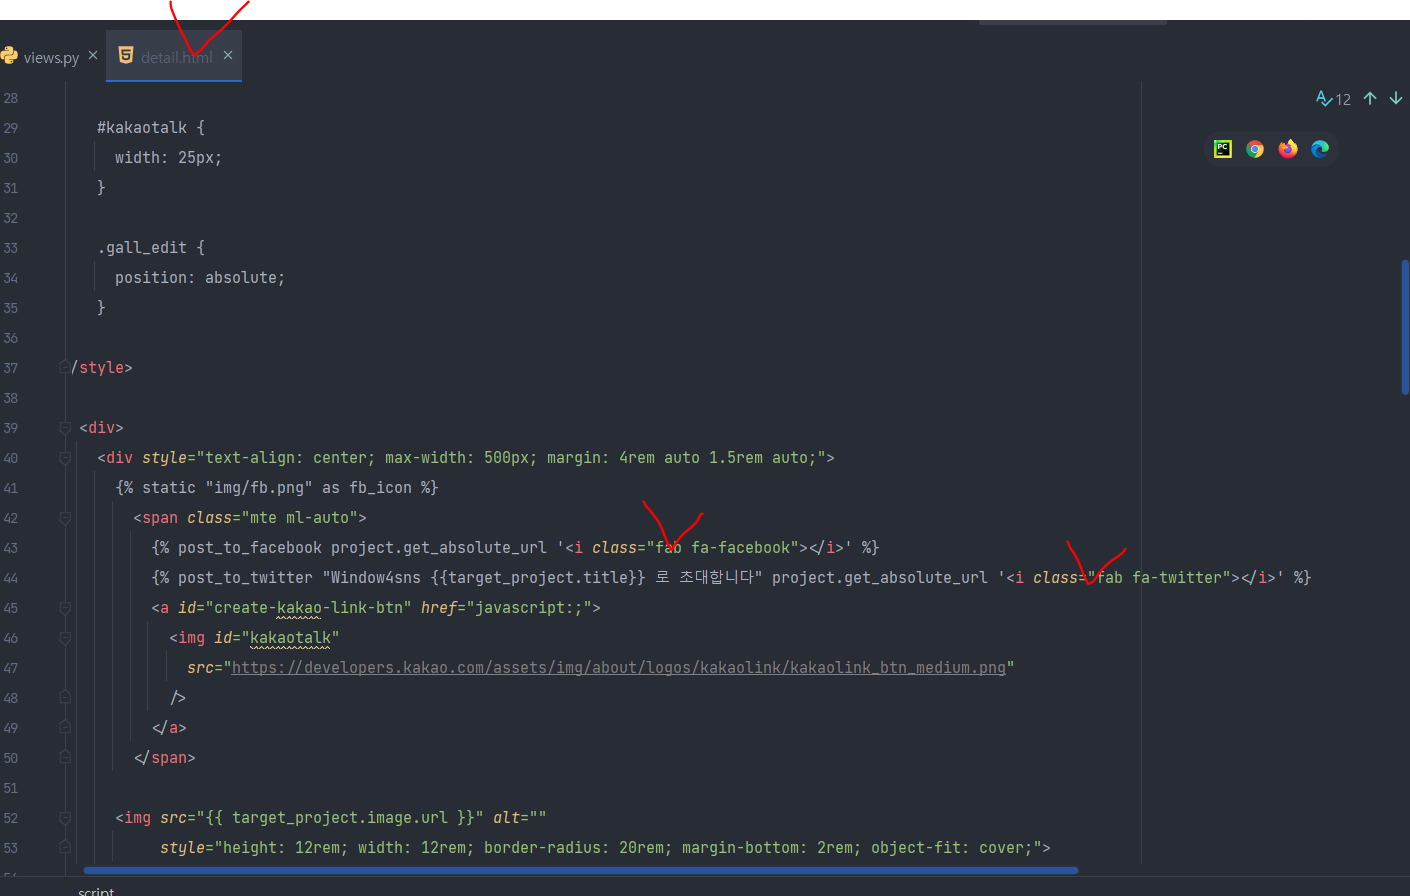 views.py × detail.html ×
12
28
29 #kakaotalk {
30 width: 25px;
31 }
32
33 .gall_edit {
34 position: absolute;
35 }
36
37 /style>
38
39 <div>
40 <div style="text-align: center; max-width: 500px; margin: 4rem auto 1.5rem auto;">
41 {% static "img/fb.png" as fb_icon %}
42 <span class="mte ml-auto">
43 {% post_to_facebook project.get_absolute_url '<i class="fab fa-facebook"></i>' %}
44 {% post_to_twitter "Window4sns {{target_project.title}} 로 초대합니다" project.get_absolute_url '<i class="fab fa-twitter"></i>' %}
45 <a id="create-kakao-link-btn" href="javascript:;">
46 <img id="kakaotalk"
47 src="https://developers.kakao.com/assets/img/about/logos/kakaolink/kakaolink_btn_medium.png"
48 />
49 </a>
50 </span>
51
52 <img src="{{ target_project.image.url }}" alt=""
53 style="height: 12rem; width: 12rem; border-radius: 20rem; margin-bottom: 2rem; object-fit: cover;">
script